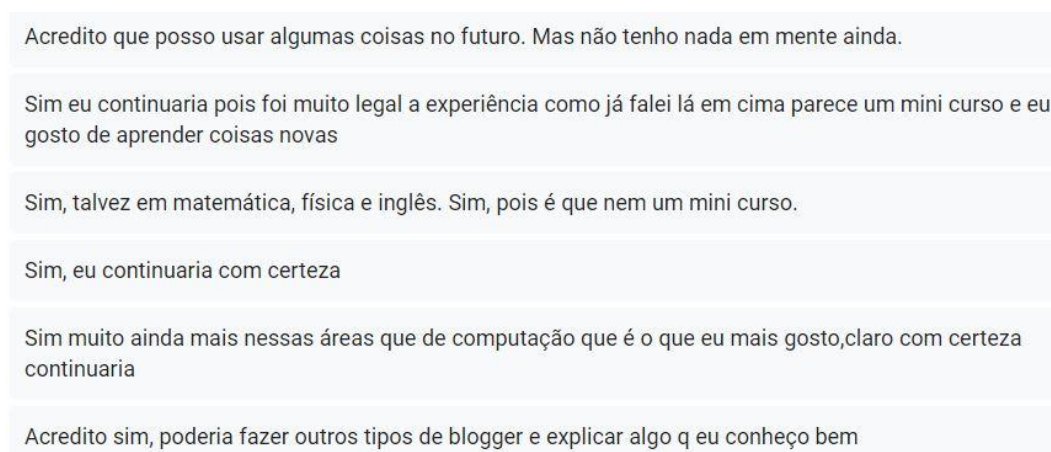 Acredito que posso usar algumas coisas no futuro. Mas não tenho nada em mente ainda.
Sim eu continuaria pois foi muito legal a experiência como já falei lá em cima parece um mini curso e eu
gosto de aprender coisas novas
Sim, talvez em matemática, física e inglês. Sim, pois é que nem um mini curso.
Sim, eu continuaria com certeza
Sim muito ainda mais nessas áreas que de computação que é o que eu mais gosto,claro com certeza
continuaria
Acredito sim, poderia fazer outros tipos de blogger e explicar algo q eu conheço bem